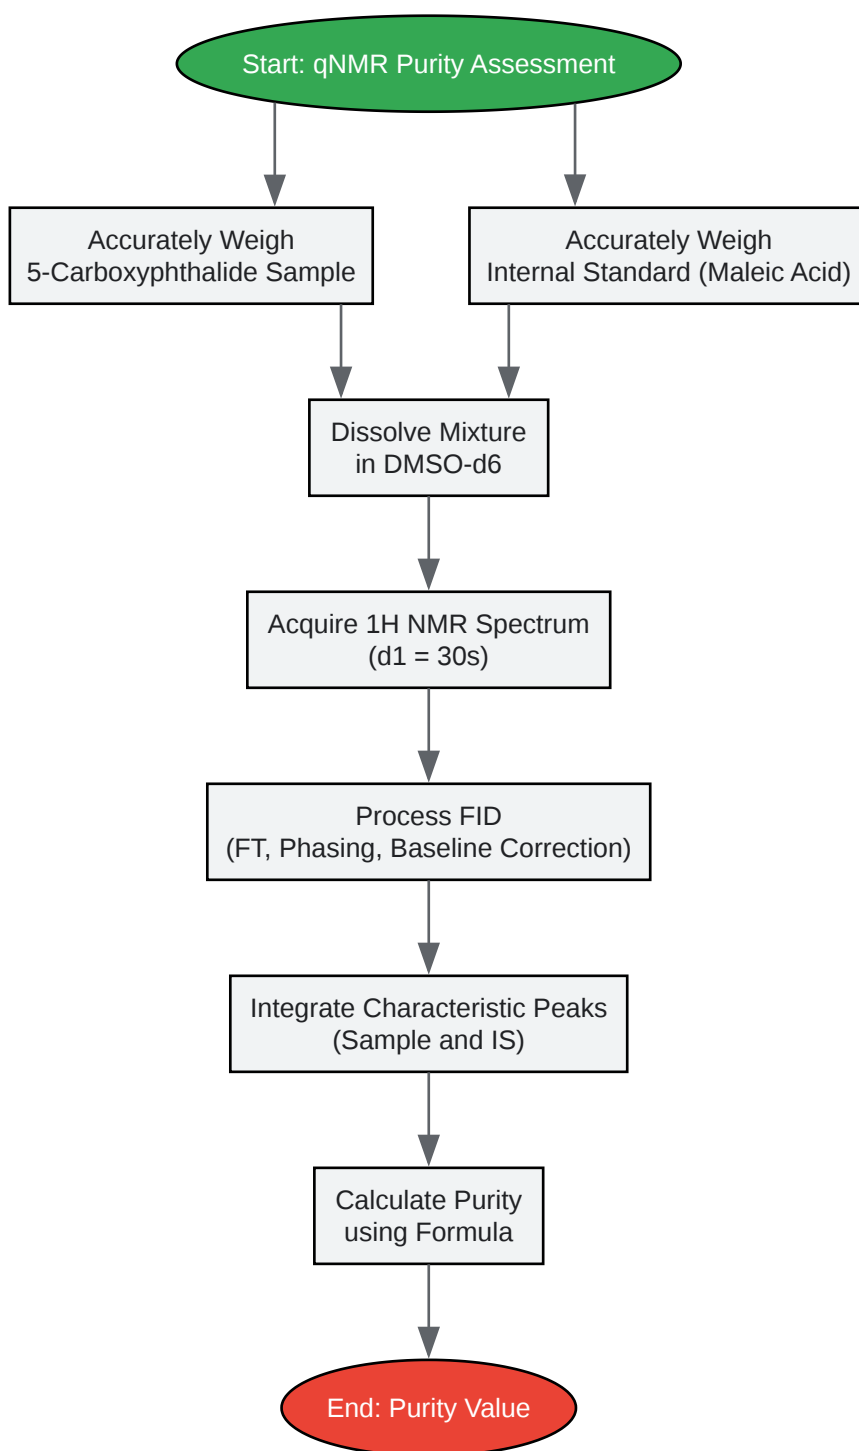 Start: qNMR Purity Assessment
Accurately Weigh
5-Carboxyphthalide Sample
Accurately Weigh
Internal Standard (Maleic Acid)
Dissolve Mixture
in DMSO-d6
Acquire 1H NMR Spectrum
(d1 = 30s)
Process FID
(FT, Phasing, Baseline Correction)
Integrate Characteristic Peaks
(Sample and IS)
Calculate Purity
using Formula
End: Purity Value